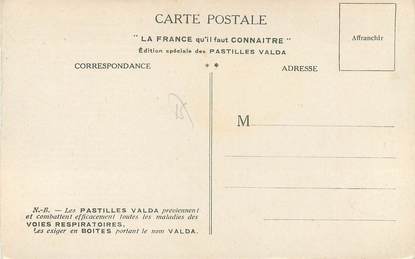 CARTE POSTALE
" LA FRANCE qu'il faut CONNAITRE "
Édition spéciale des PASTILLES VALDA
Affranchir
CORRESPONDANCE
ADRESSE
M
N.-B. — Les PASTILLES VALDA préviennent
et combattent efficacement toutes les maladies des
VOIES RESPIRATOIRES,
Les exiger en BOITES portant le nom VALDA.